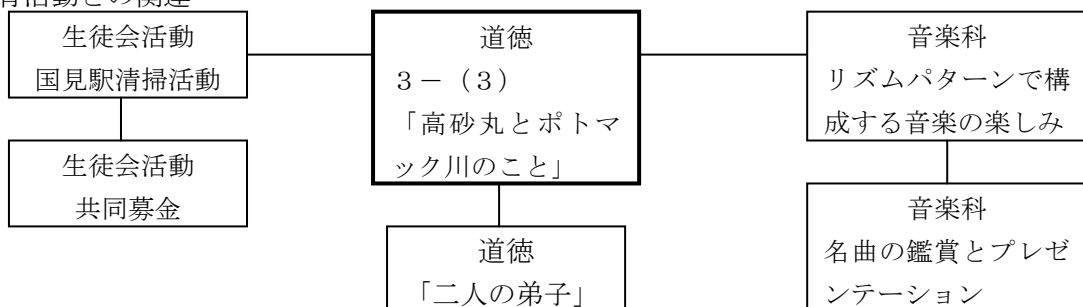 育活動との関連
生徒会活動
国見駅清掃活動
生徒会活動
共同募金
道徳
３－（３）
「高砂丸とポトマ
ック川のこと」
道徳
「二人の弟子」
音楽科
リズムパターンで構
成する音楽の楽しみ
音楽科
名曲の鑑賞とプレゼ
ンテーション